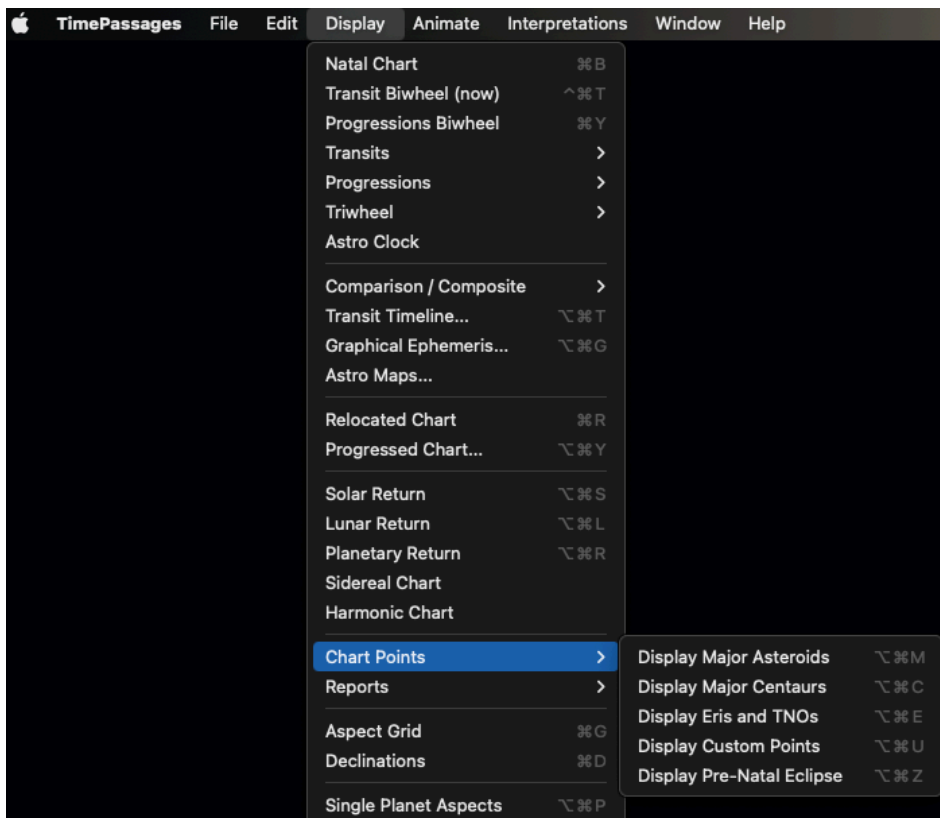 TimePassages File Edit Display Animate Interpretations Window Help
Natal Chart ⌘B
Transit Biwheel (now) ^⌘T
Progressions Biwheel ⌘Y
Transits >
Progressions >
Triwheel >
Astro Clock
Comparison / Composite >
Transit Timeline... ⌥⌘T
Graphical Ephemeris... ⌥⌘G
Astro Maps...
Relocated Chart ⌘R
Progressed Chart... ⌥⌘Y
Solar Return ⌥⌘S
Lunar Return ⌥⌘L
Planetary Return ⌥⌘R
Sidereal Chart
Harmonic Chart
Chart Points >
Reports >
Aspect Grid ⌘G
Declinations ⌘D
Single Planet Aspects ⌥⌘P
Display Major Asteroids ⌥⌘M
Display Major Centaurs ⌥⌘C
Display Eris and TNOs ⌥⌘E
Display Custom Points ⌥⌘U
Display Pre-Natal Eclipse ⌥⌘Z